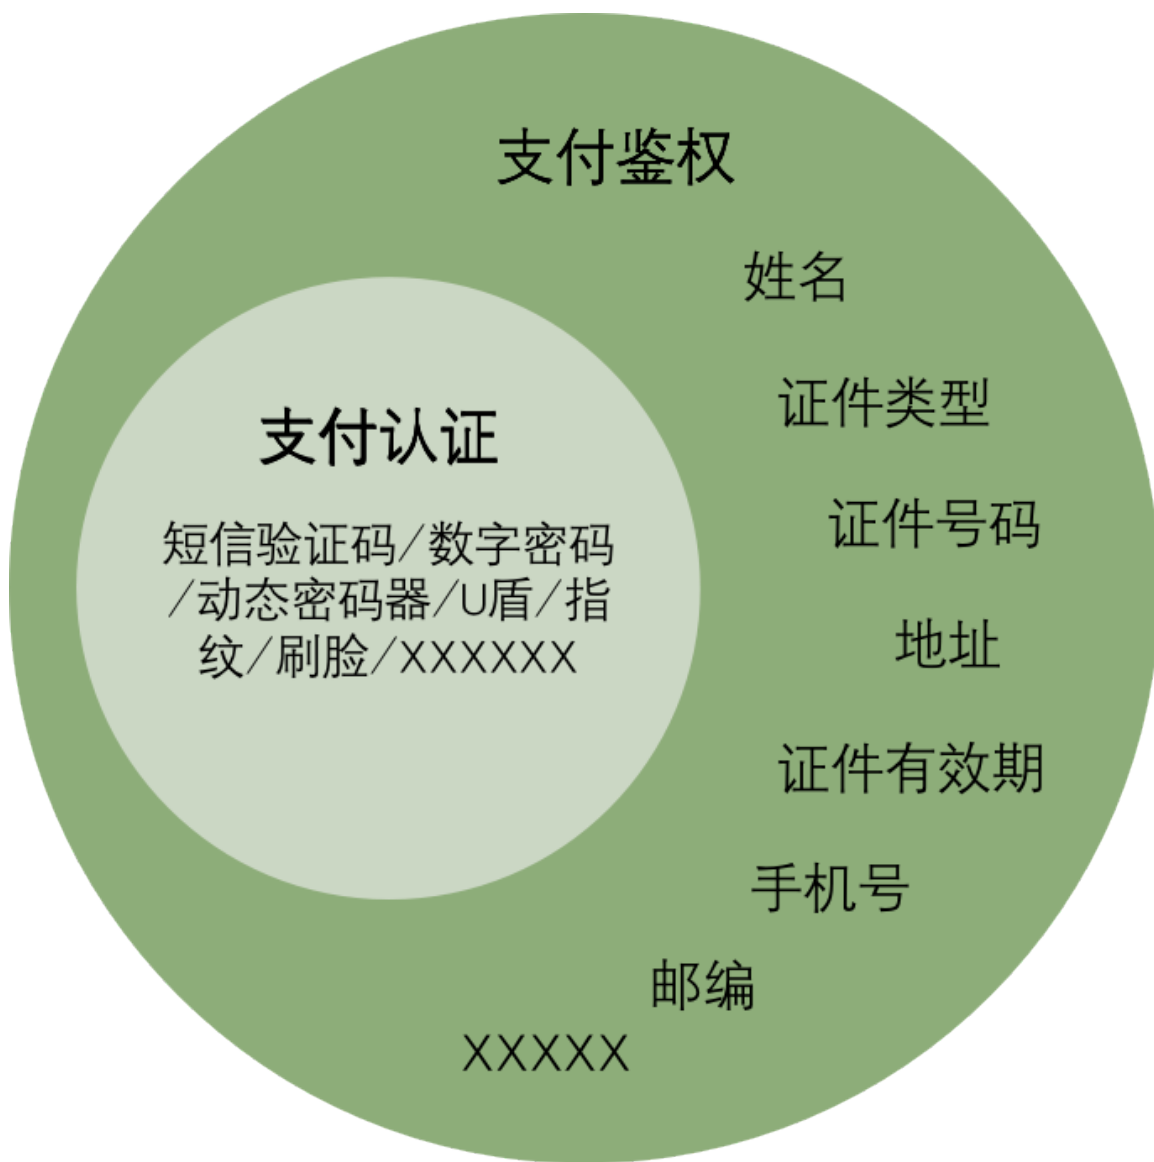 支付鉴权
姓名
证件类型
支付认证
证件号码
短信验证码/数字密码
/动态密码器/U盾/指
纹/刷脸/XXXXXX
地址
证件有效期
手机号
邮编
XXXXX